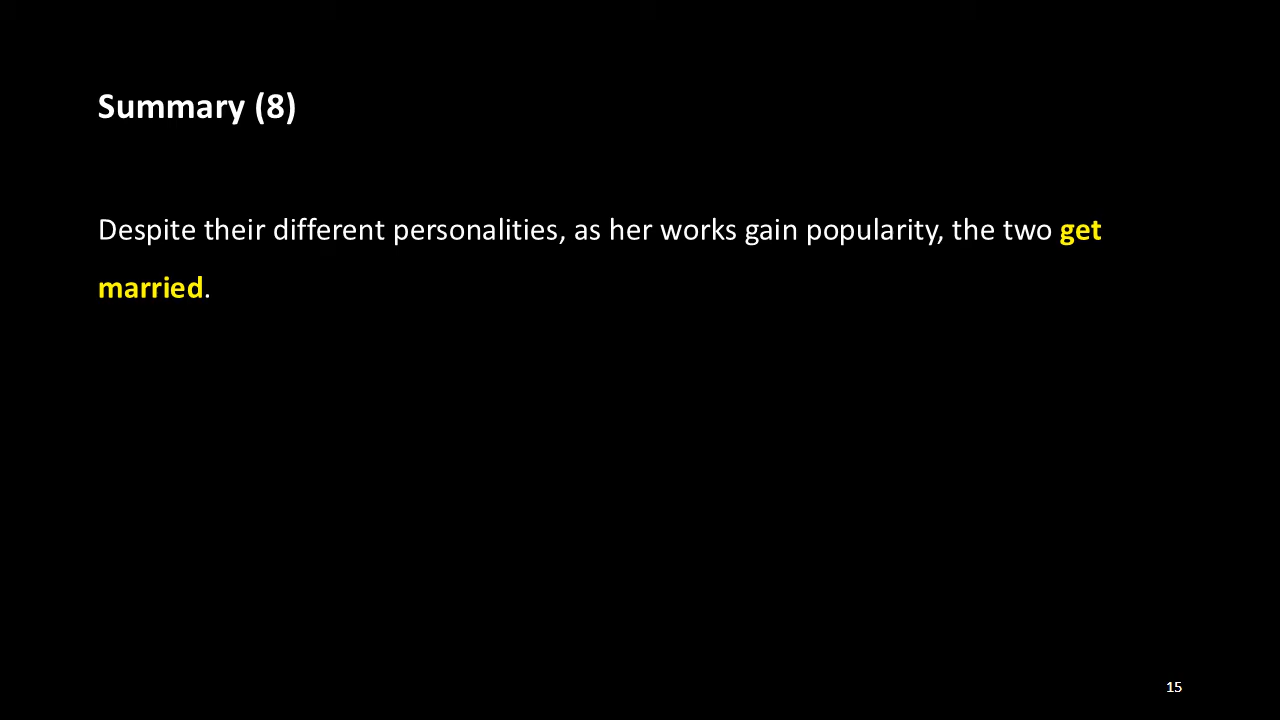 Summary (8)
Despite their different personalities, as her works gain popularity, the two get
married.
15